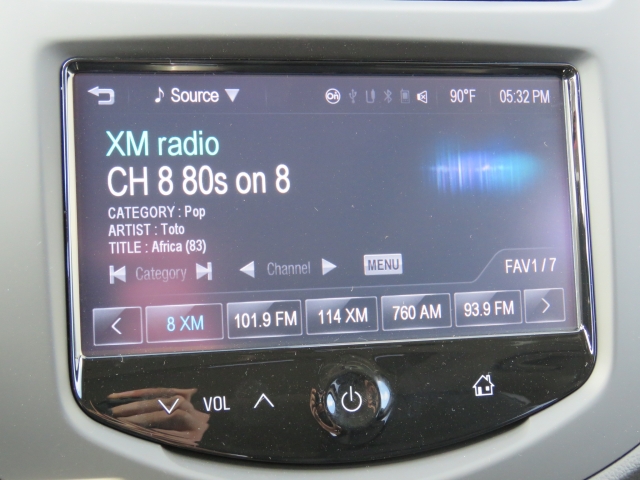 Source 90°F 05:32 PM
XM radio
CH 8 80s on 8
CATEGORY : Pop
ARTIST : Toto
TITLE : Africa (83)
Category Channel MENU FAV1 / 7
8 XM 101.9 FM 114 XM 760 AM 93.9 FM
VOL